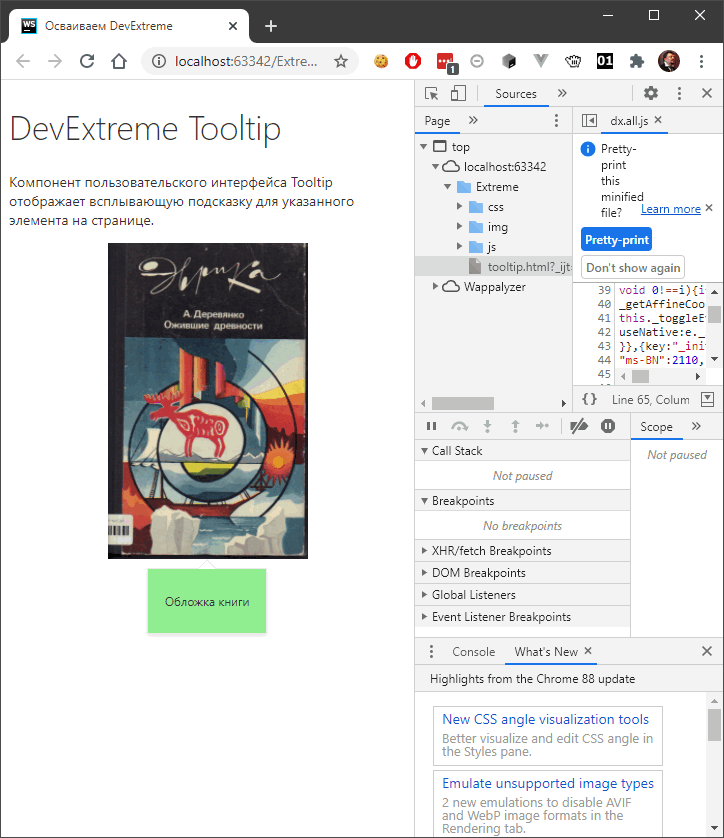 WS
Осваиваем DevExtreme
localhost:63342/Extre...
1
01
DevExtreme Tooltip
Компонент пользовательского интерфейса Tooltip
отображает всплывающую подсказку для указанного
элемента на странице.
Эврика
А. Деревянко
Ожившие древности
Обложка книги
Sources
Page
top
localhost:63342
Extreme
css
img
js
tooltip.html?_ijt
Wappalyzer
dx.all.js
Pretty-
print
this
minified
file?
Learn more
Pretty-print
Don't show again
39 void 0!==i){i
40 _getAffineCoo
41 this._toggleE
42 useNative:e._
43 }},{key:"_ini
44 "ms-BN":2110,
45
{} Line 65, Colum
Call Stack
Not paused
Breakpoints
No breakpoints
XHR/fetch Breakpoints
DOM Breakpoints
Global Listeners
Event Listener Breakpoints
Scope
Not paused
Console
What's New
Highlights from the Chrome 88 update
New CSS angle visualization tools
Better visualize and edit CSS angle in
the Styles pane.
Emulate unsupported image types
2 new emulations to disable AVIF
and WebP image formats in the
Rendering tab.